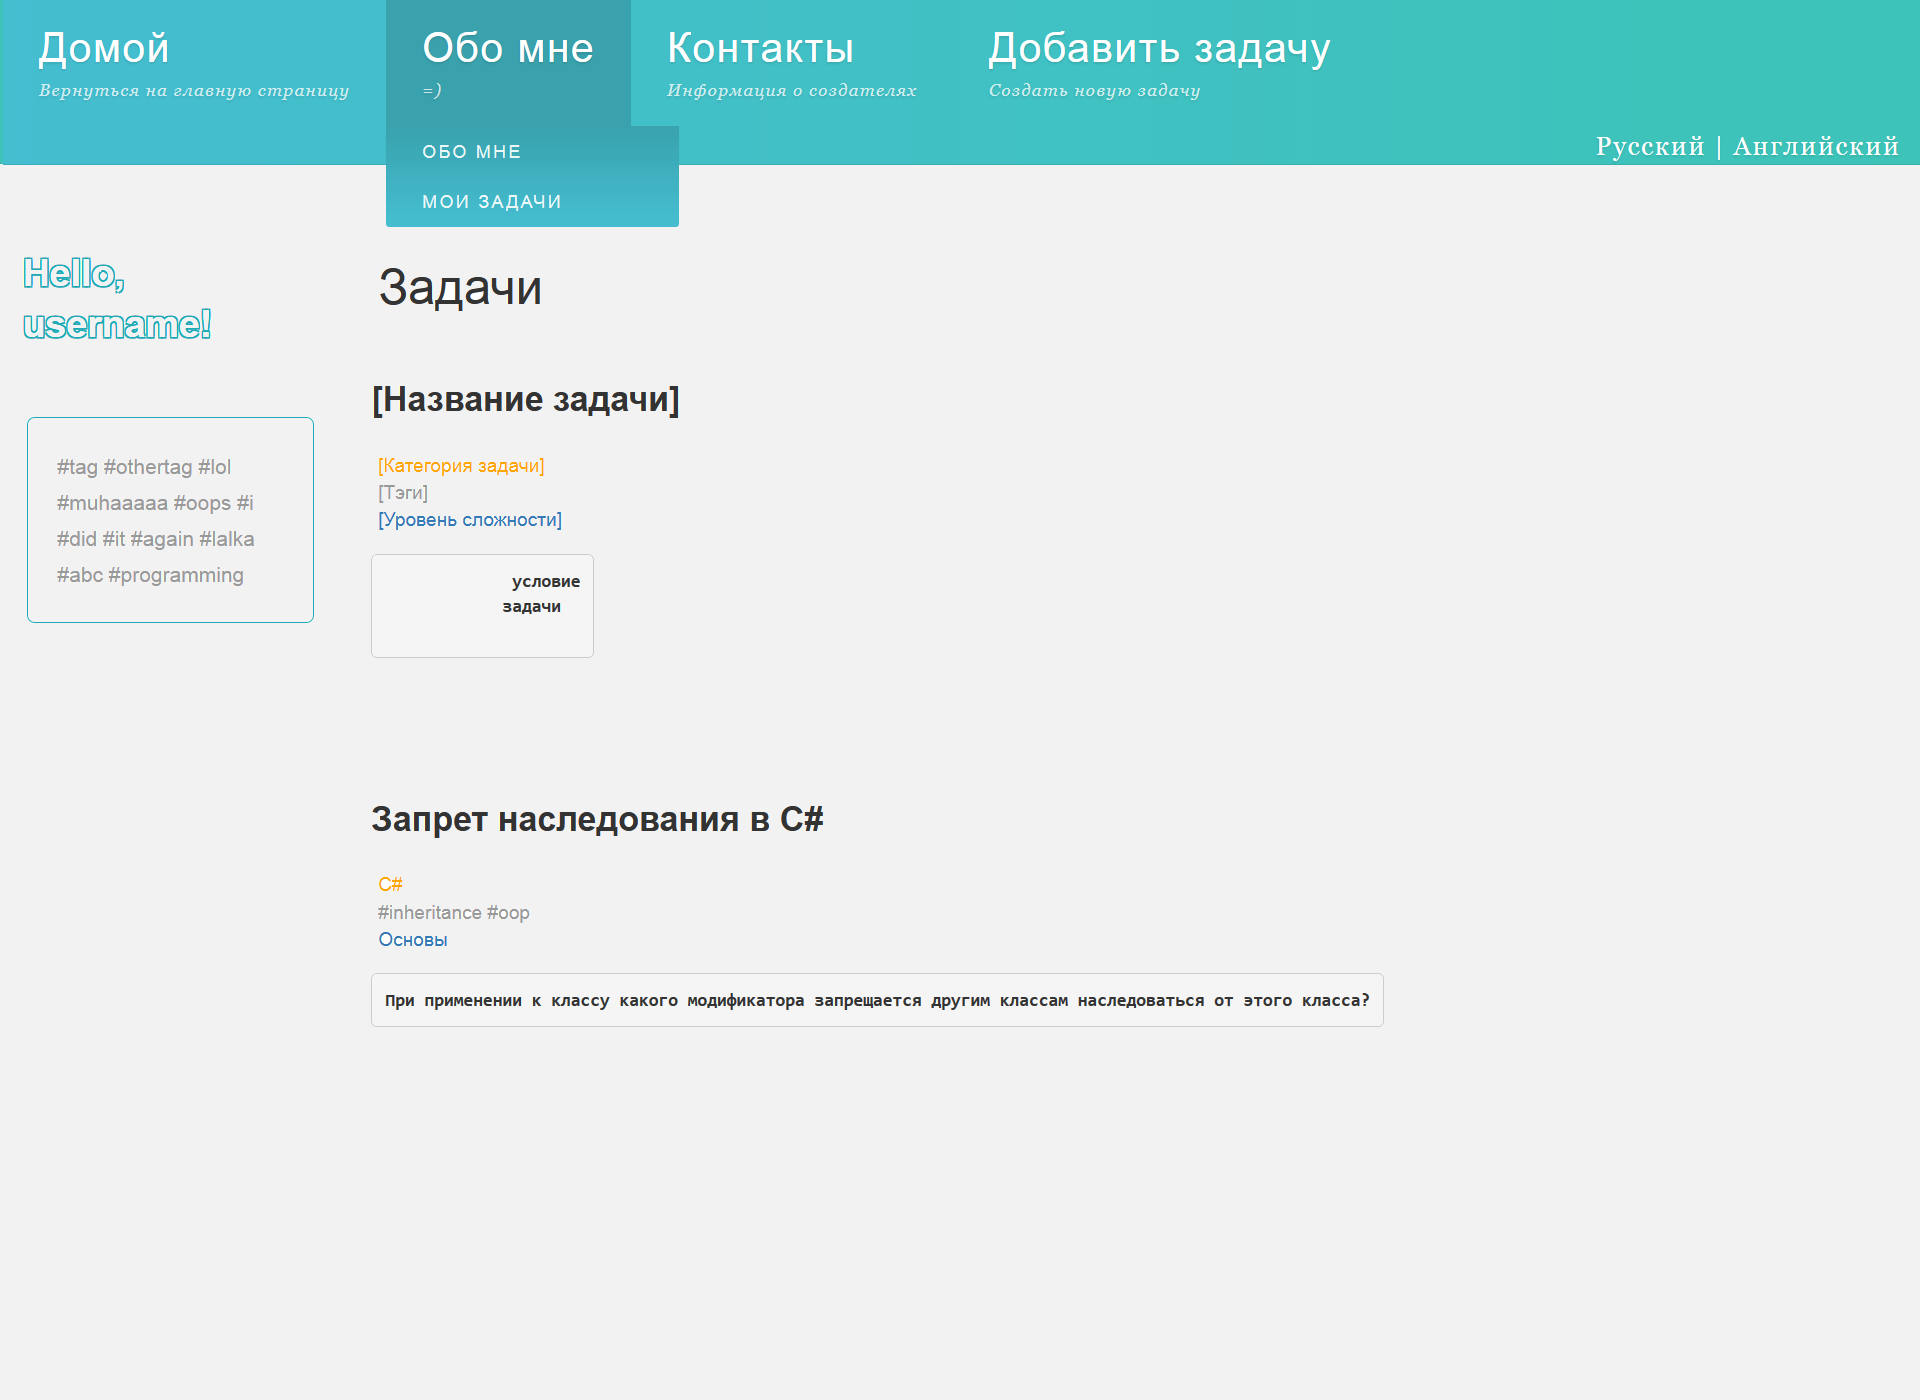 Домой
Вернуться на главную страницу
Обо мне
=)
Контакты
Информация о создателях
Добавить задачу
Создать новую задачу
Русский | Английский
ОБО МНЕ
МОИ ЗАДАЧИ
Hello,
username!
#tag #othertag #lol
#muhaaaaa #oops #i
#did #it #again #lalka
#abc #programming
Задачи
[Название задачи]
[Категория задачи]
[Тэги]
[Уровень сложности]
условие
задачи
Запрет наследования в C#
C#
#inheritance #oop
Основы
При применении к классу какого модификатора запрещается другим классам наследоваться от этого класса?